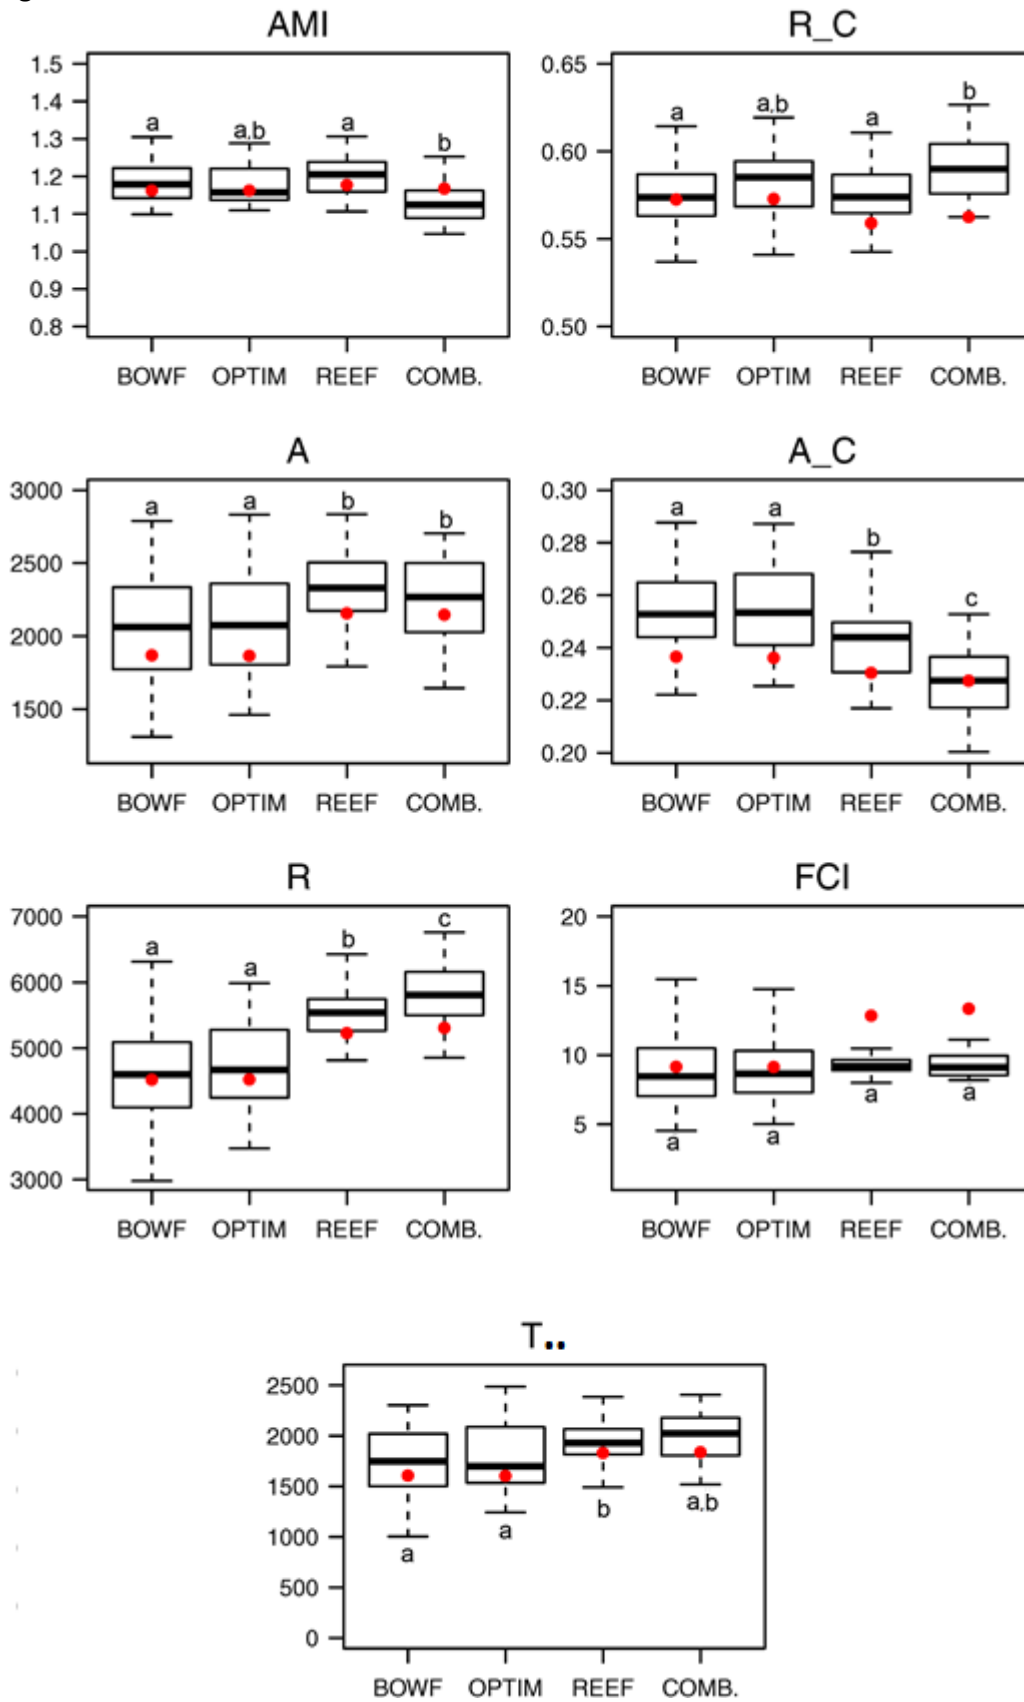 AMI
R_C
1.5
1.4
1.3
1.2
1.1
1.0
0.9
0.8
a
a,b
a
b
BOWF OPTIM REEF COMB.
0.65
0.60
0.55
0.50
a
a,b
a
b
BOWF OPTIM REEF COMB.
A
A_C
3000
2500
2000
1500
a
a
b
b
BOWF OPTIM REEF COMB.
0.30
0.28
0.26
0.24
0.22
0.20
a
a
b
c
BOWF OPTIM REEF COMB.
R
FCI
7000
6000
5000
4000
3000
a
a
b
c
BOWF OPTIM REEF COMB.
20
15
10
5
a
a
a
a
BOWF OPTIM REEF COMB.
T..
2500
2000
1500
1000
500
0
a
a
b
a,b
BOWF OPTIM REEF COMB.